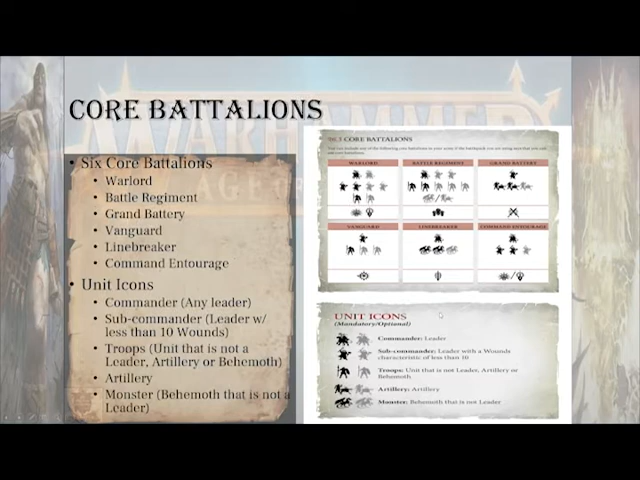 CORE BATTALIONS
• Six Core Battalions
• Warlord
• Battle Regiment
• Grand Battery
• Vanguard
• Linebreaker
• Command Entourage
• Unit Icons
• Commander (Any leader)
• Sub-commander (Leader w/
less than 10 Wounds)
• Troops (Unit that is not a
Leader, Artillery or Behemoth)
• Artillery
• Monster (Behemoth that is not a
Leader)
CORE BATTALIONS
WARLORD
BATTLE REGIMENT
GRAND BATTERY
VANGUARD
LINEBREAKER
COMMAND ENTOURAGE
UNIT ICONS
(Mandatory/Optional)
Commander: Leader
Sub-commander: Leader with a Wounds
characteristic of less than 10
Troops: Unit that is not Leader, Artillery or
Behemoth
Artillery: Artillery
Monster: Behemoth that is not Leader
WARHAMMER
AGE